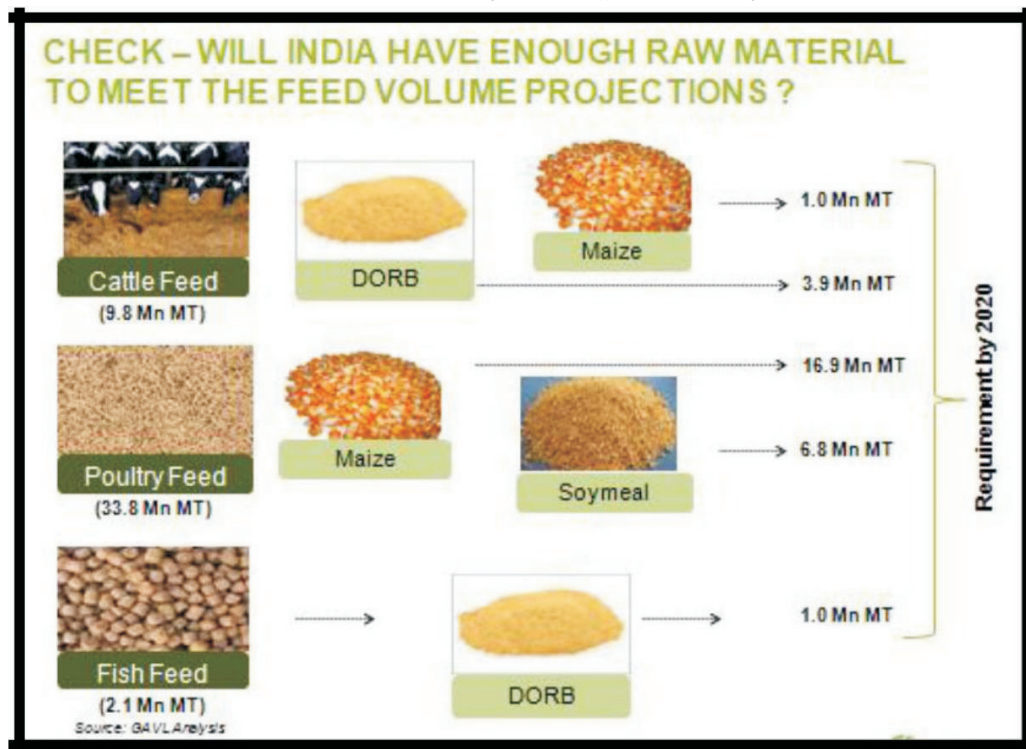 CHECK – WILL INDIA HAVE ENOUGH RAW MATERIAL
TO MEET THE FEED VOLUME PROJECTIONS ?
Maize
1.0 Mn MT
Cattle Feed
(9.8 Mn MT)
DORB
3.9 Mn MT
Poultry Feed
(33.8 Mn MT)
Maize
16.9 Mn MT
Soymeal
6.8 Mn MT
Fish Feed
(2.1 Mn MT)
DORB
1.0 Mn MT
Requirement by 2020
Source: GAVL Analysis